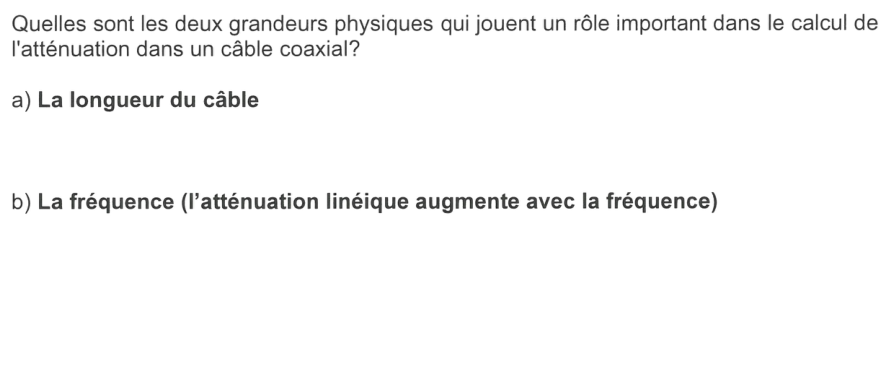 Quelles sont les deux grandeurs physiques qui jouent un rôle important dans le calcul de
l'atténuation dans un câble coaxial?
a) La longueur du câble
b) La fréquence (l’atténuation linéique augmente avec la fréquence)